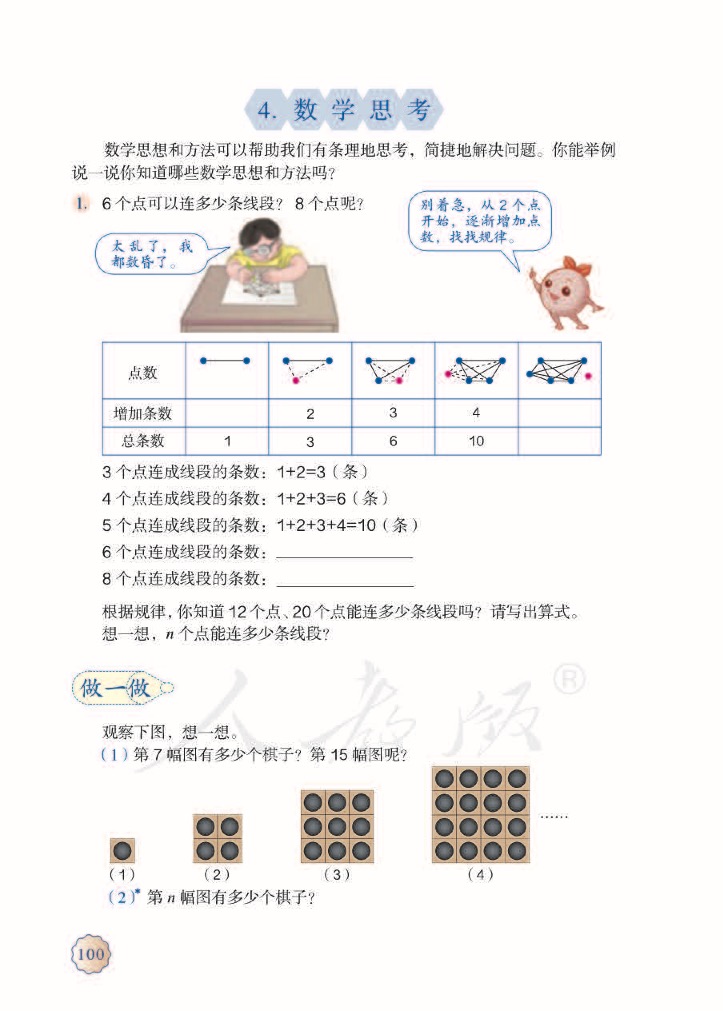 4. 数学思考
数学思想和方法可以帮助我们有条理地思考，简捷地解决问题。你能举例
说一说你知道哪些数学思想和方法吗？
1. 6个点可以连多少条线段？8个点呢？
别着急，从2个点
开始，逐渐增加点
数，找找规律。
太乱了，我
都数昏了。
点数
增加条数 2 3 4
总条数 1 3 6 10
3个点连成线段的条数：1+2=3（条）
4个点连成线段的条数：1+2+3=6（条）
5个点连成线段的条数：1+2+3+4=10（条）
6个点连成线段的条数：
8个点连成线段的条数：
根据规律，你知道12个点、20个点能连多少条线段吗？请写出算式。
想一想，n个点能连多少条线段？
做一做
人教版®
观察下图，想一想。
（1）第7幅图有多少个棋子？第15幅图呢？
……
（1） （2） （3） （4）
（2）* 第n幅图有多少个棋子？
100